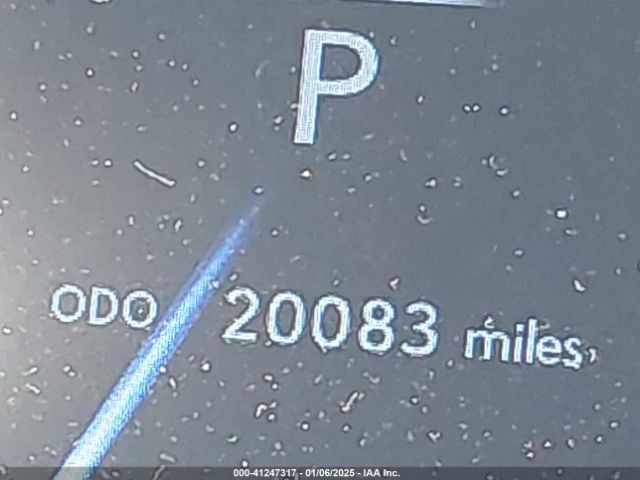 P
ODO 20083 miles
000-41247317 - 01/06/2025 - IAA Inc.